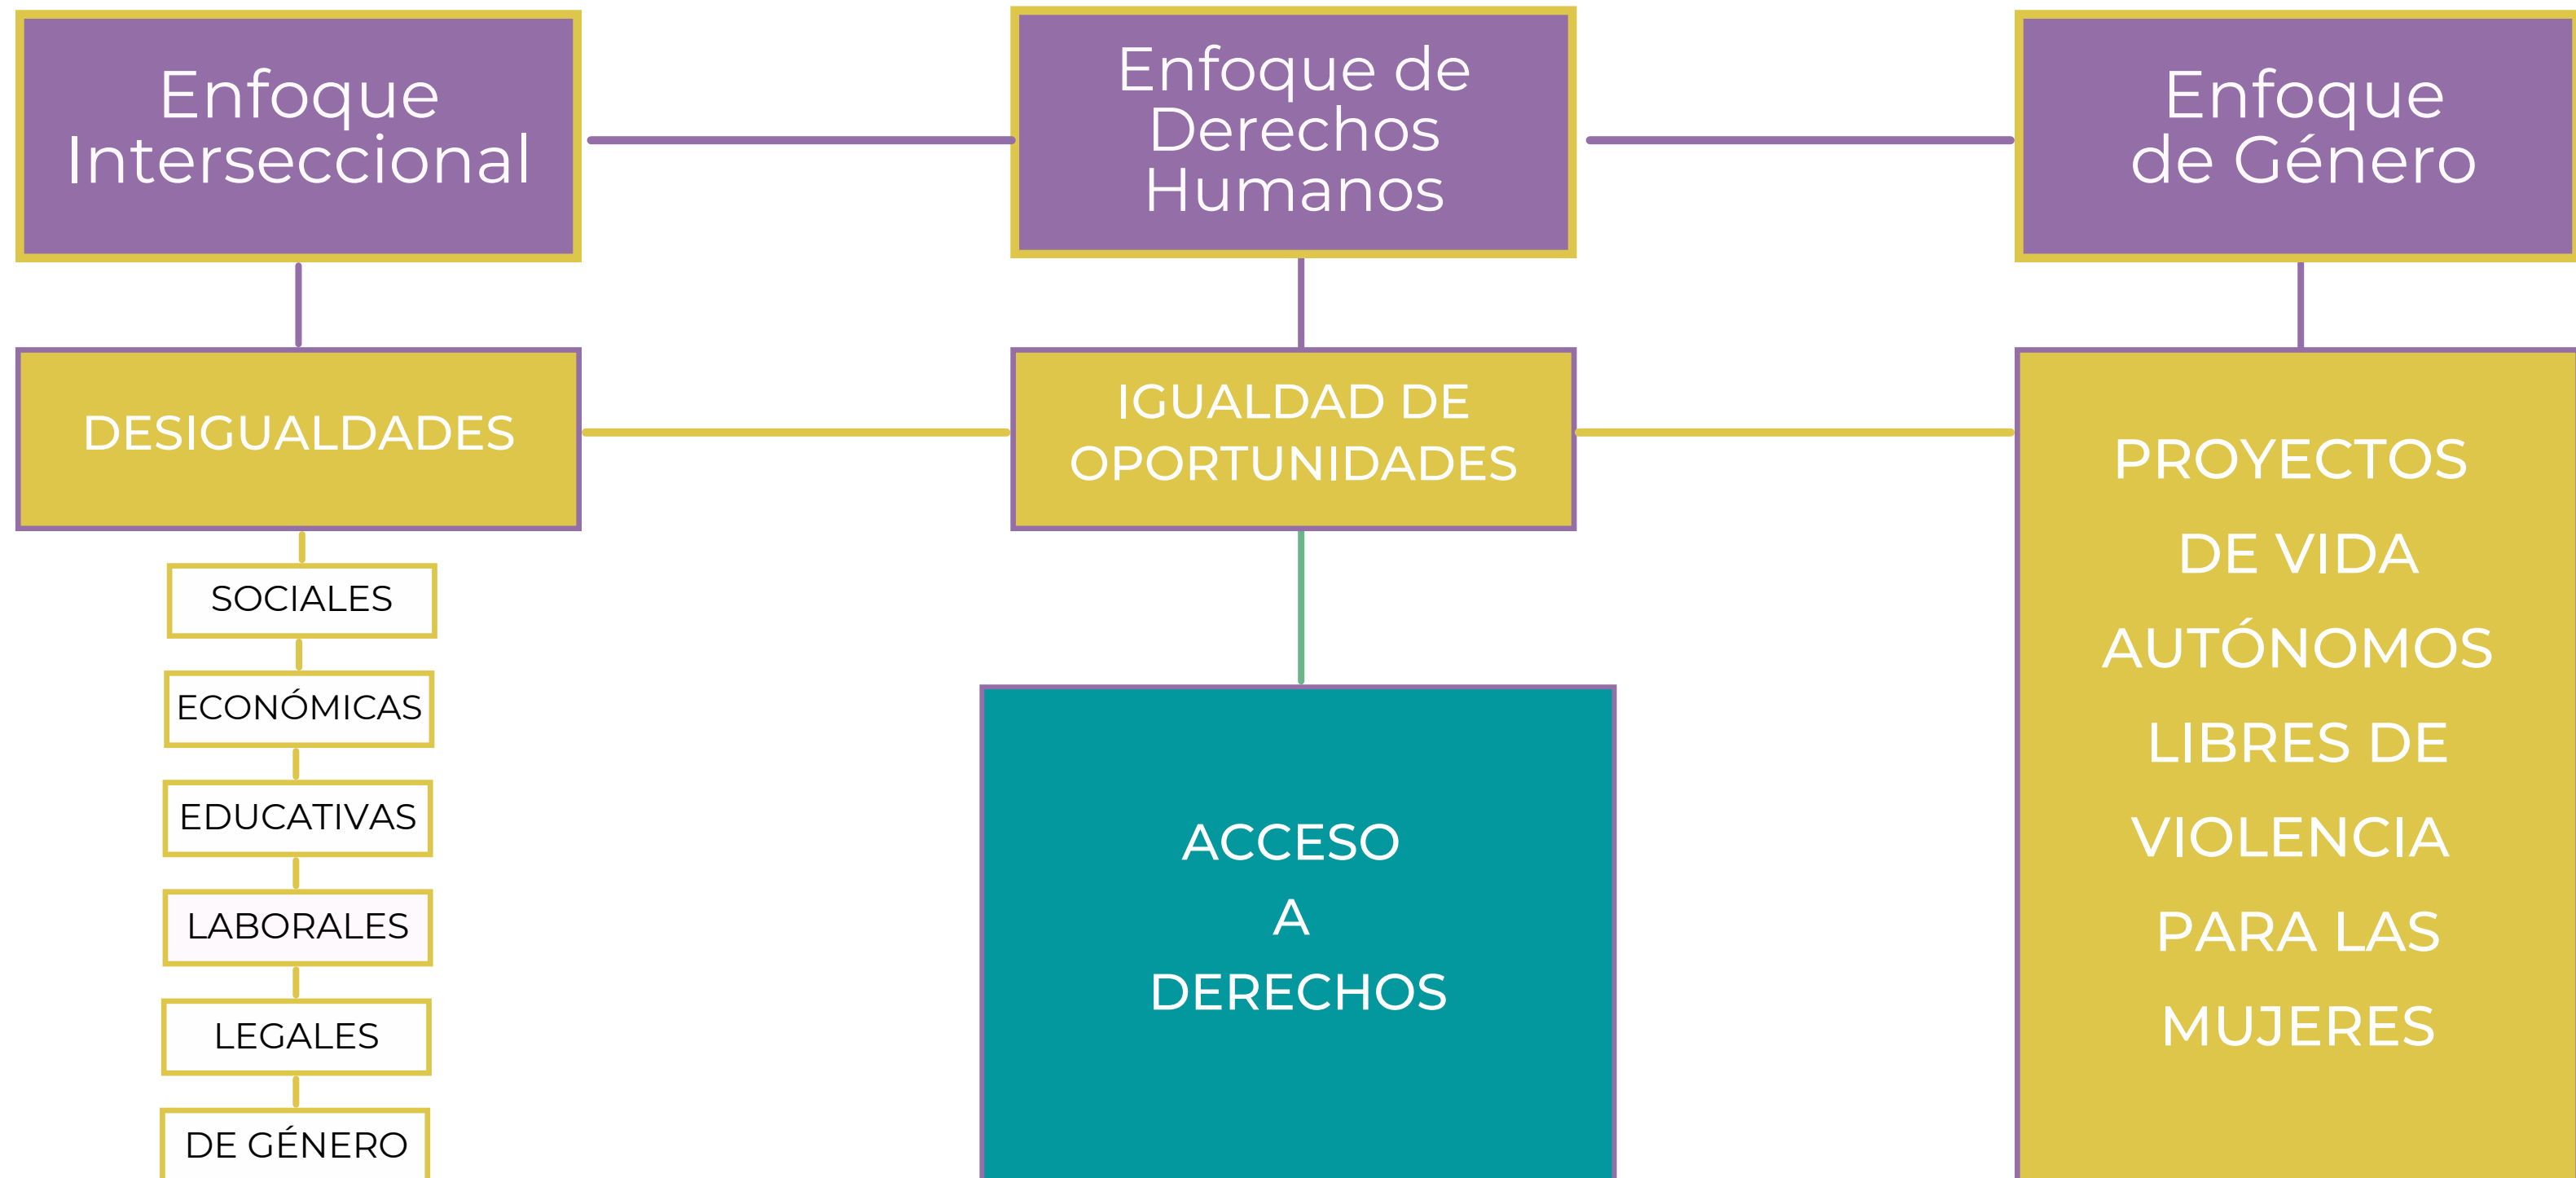 Enfoque
Interseccional
Enfoque de
Derechos
Humanos
Enfoque
de Género
DESIGUALDADES
IGUALDAD DE
OPORTUNIDADES
PROYECTOS
DE VIDA
AUTÓNOMOS
LIBRES DE
VIOLENCIA
PARA LAS
MUJERES
SOCIALES
ECONÓMICAS
EDUCATIVAS
LABORALES
LEGALES
DE GÉNERO
ACCESO
A
DERECHOS